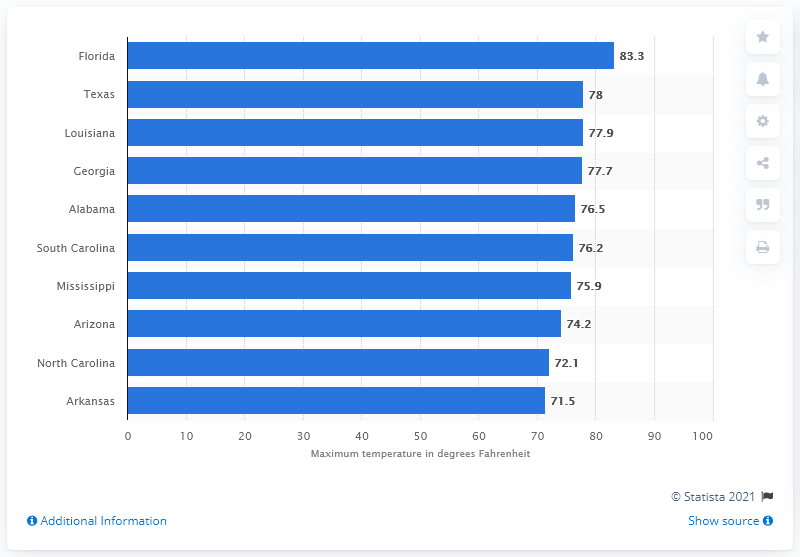 Florida 83.3
Texas 78
Louisiana 77.9
Georgia 77.7
Alabama 76.5
South Carolina 76.2
Mississippi 75.9
Arizona 74.2
North Carolina 72.1
Arkansas 71.5
0 10 20 30 40 50 60 70 80 90 100
Maximum temperature in degrees Fahrenheit
© Statista 2021
Additional Information Show source